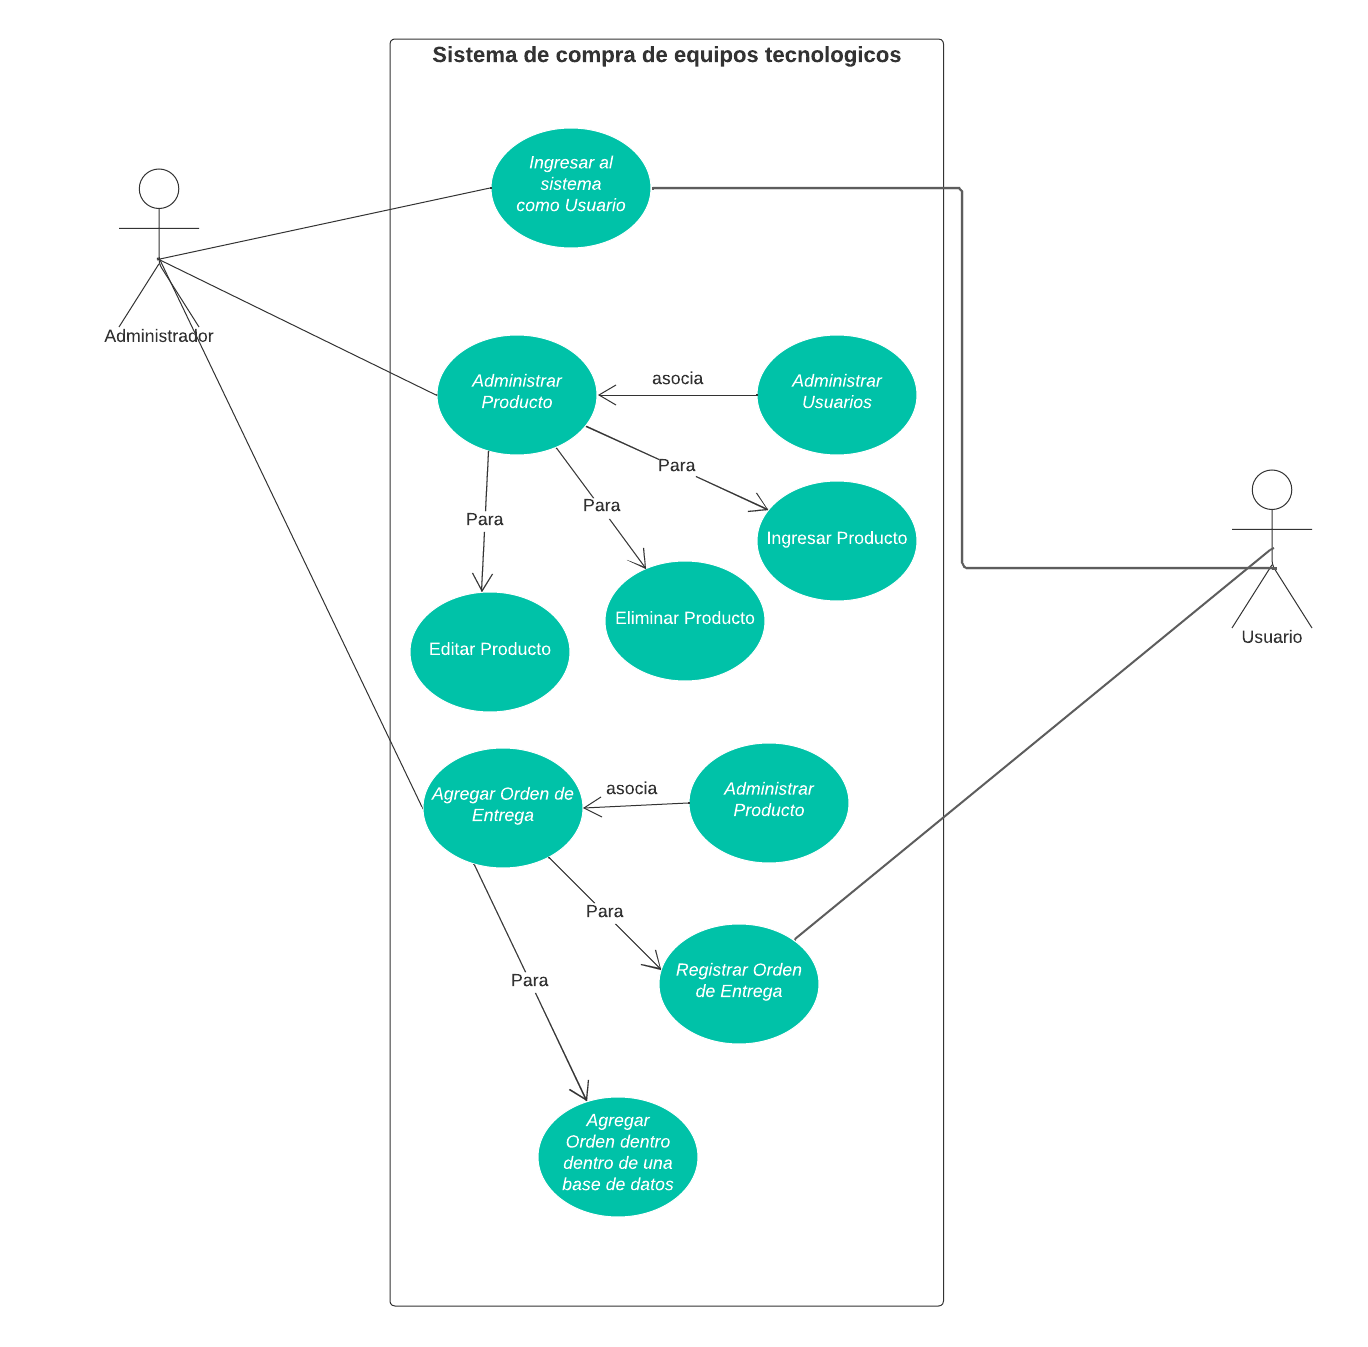 Sistema de compra de equipos tecnologicos
Ingresar al
sistema
como Usuario
Administrador
Administrar
Producto
asocia
Administrar
Usuarios
Para
Para
Para
Ingresar Producto
Eliminar Producto
Editar Producto
Usuario
Agregar Orden de
Entrega
asocia
Administrar
Producto
Para
Registrar Orden
de Entrega
Para
Agregar
Orden dentro
dentro de una
base de datos